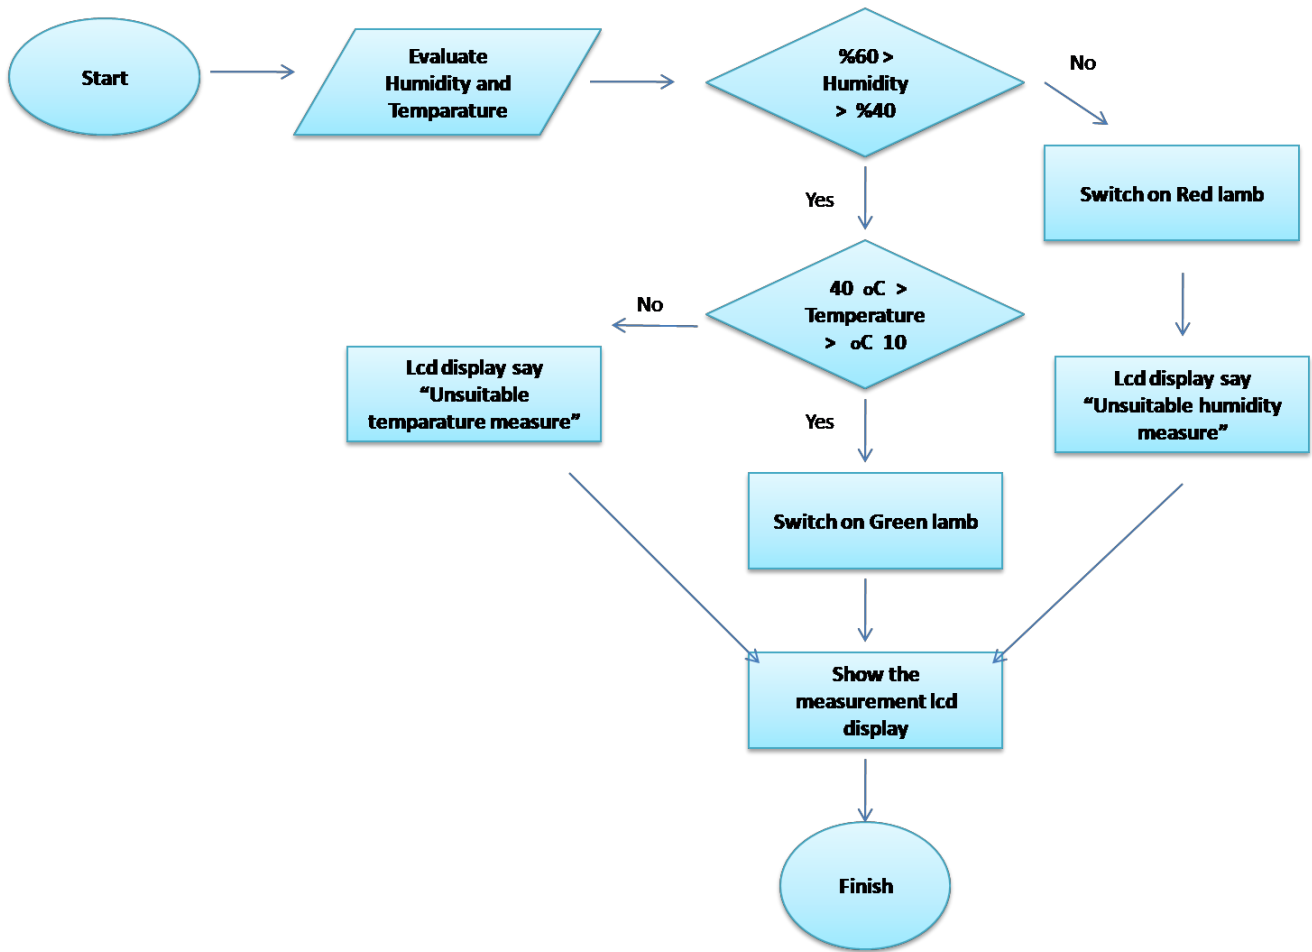 Start
Evaluate
Humidity and
Temparature
%60 >
Humidity
> %40
No
Switch on Red lamb
Yes
40 oC >
Temperature
> oC 10
No
Lcd display say
“Unsuitable
temparature measure”
Lcd display say
“Unsuitable humidity
measure”
Yes
Switch on Green lamb
Show the
measurement lcd
display
Finish